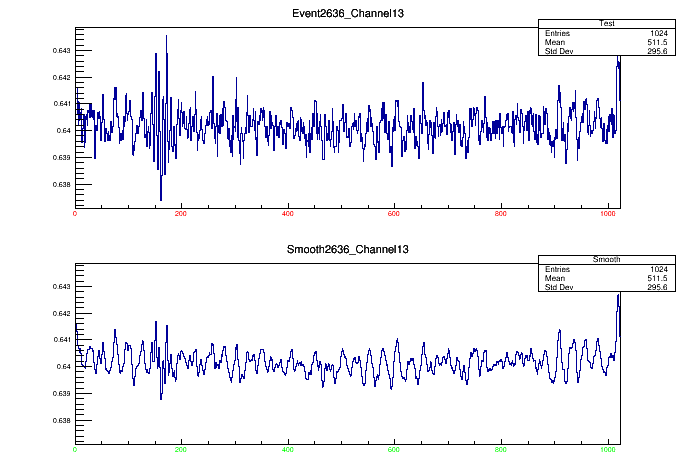 Event2636_Channel13
Test
Entries 1024
Mean 511.5
Std Dev 295.6
0.643
0.642
0.641
0.64
0.639
0.638
0 200 400 600 800 1000
Smooth2636_Channel13
Smooth
Entries 1024
Mean 511.5
Std Dev 295.6
0.643
0.642
0.641
0.64
0.639
0.638
0 200 400 600 800 1000